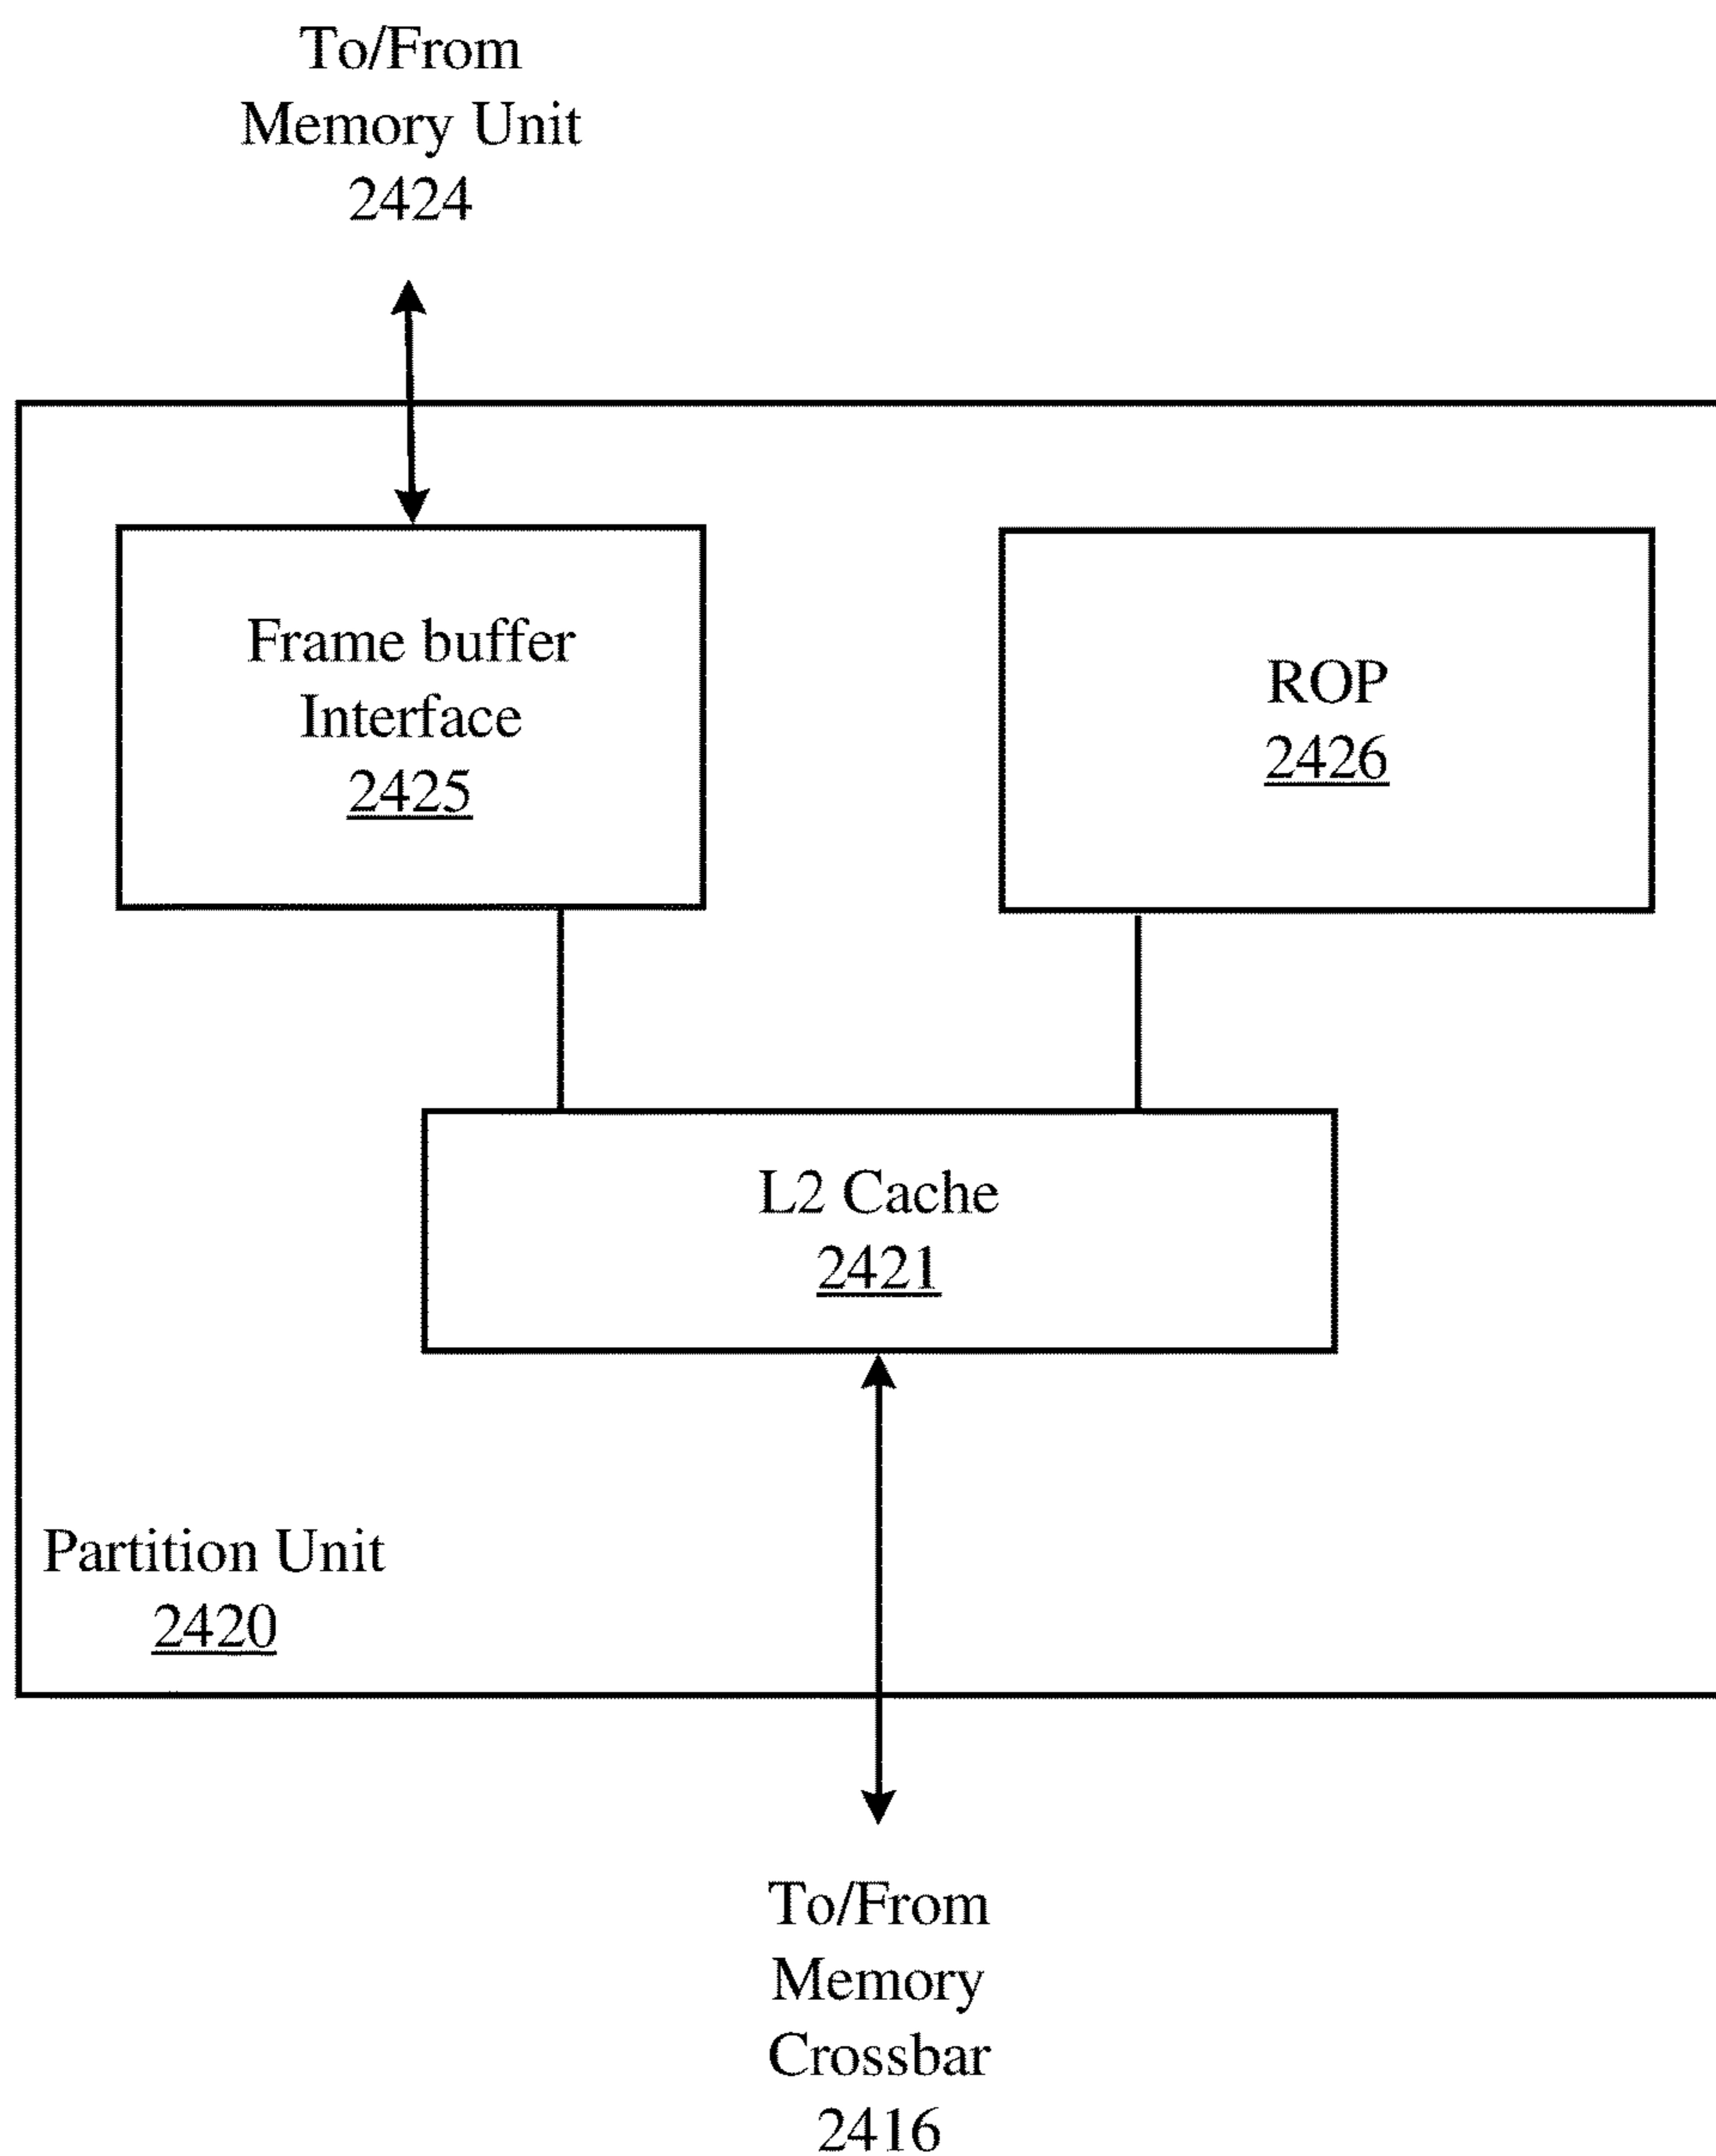 To/From
Memory Unit
2424
Frame buffer
Interface
2425
ROP
2426
L2 Cache
2421
Partition Unit
2420
To/From
Memory
Crossbar
2416